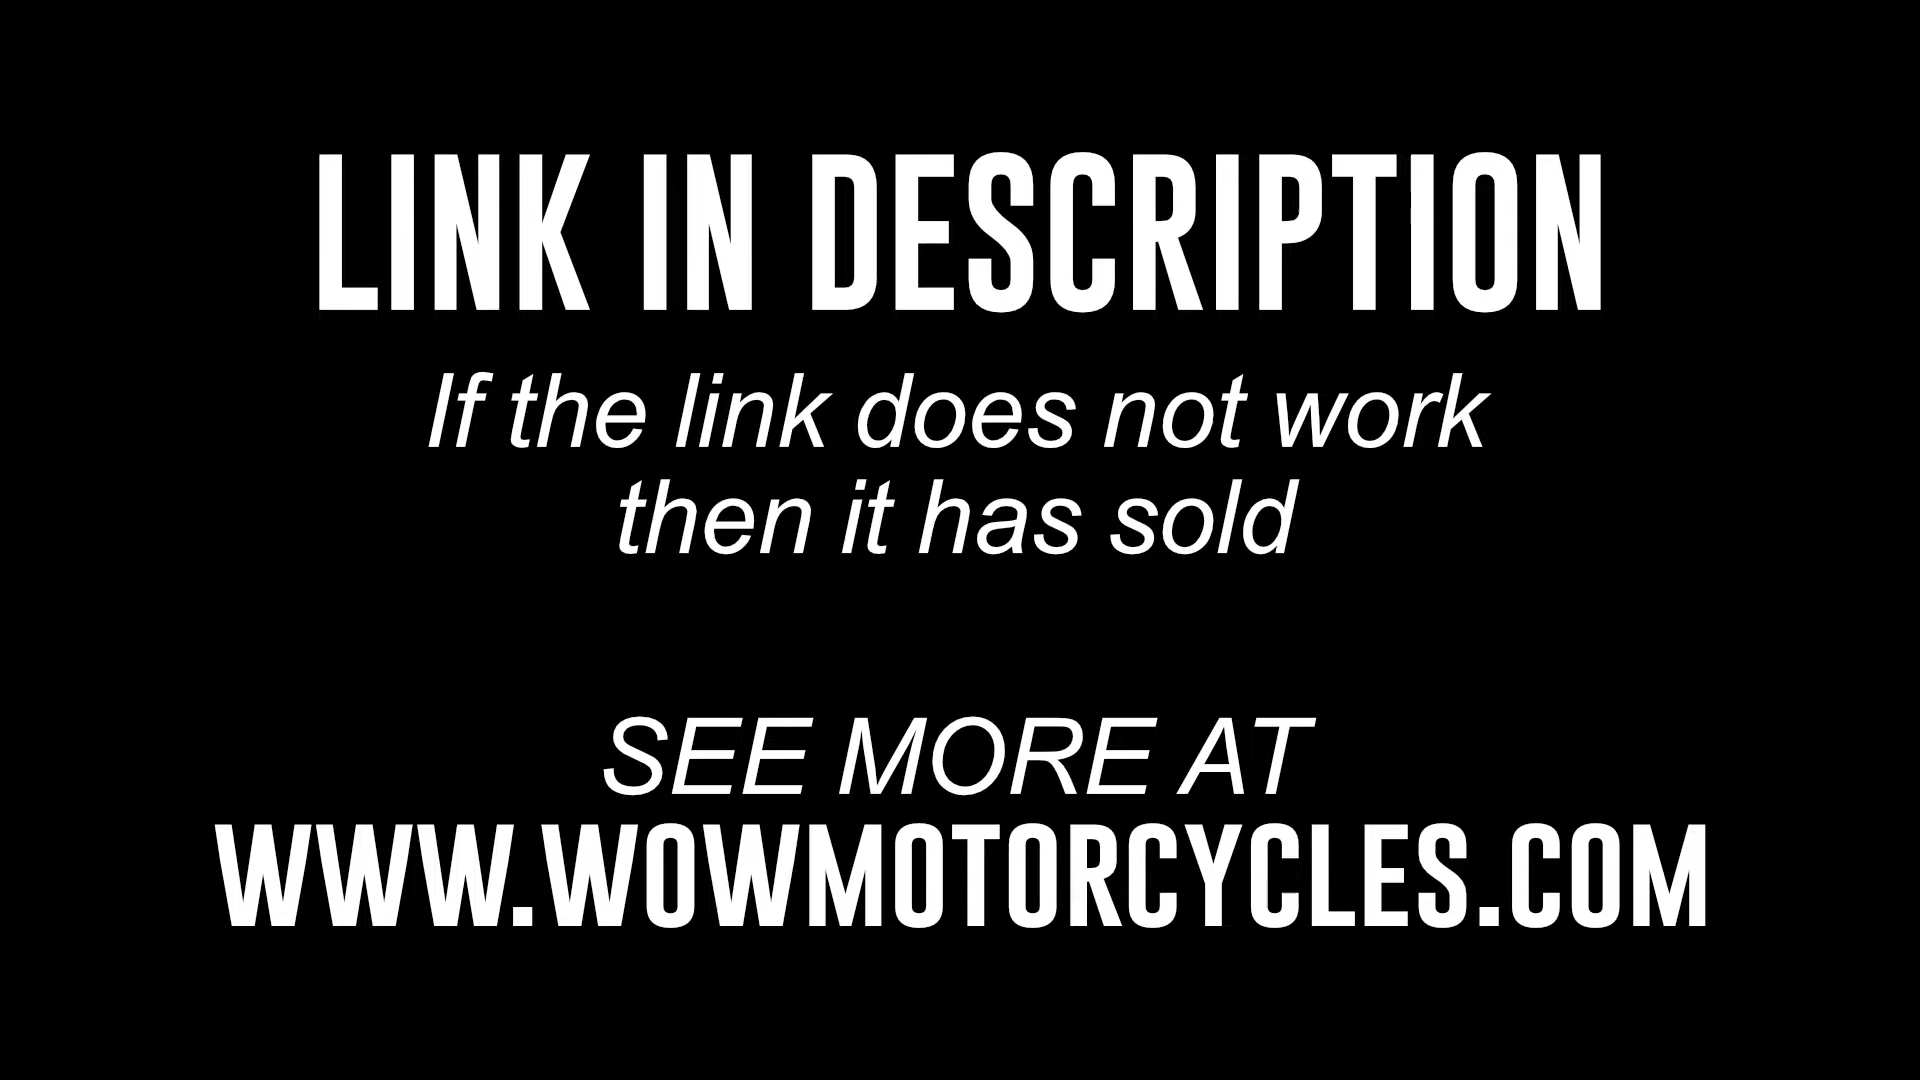 LINK IN DESCRIPTION
If the link does not work
then it has sold
SEE MORE AT
WWW.WOWMOTORCYCLES.COM